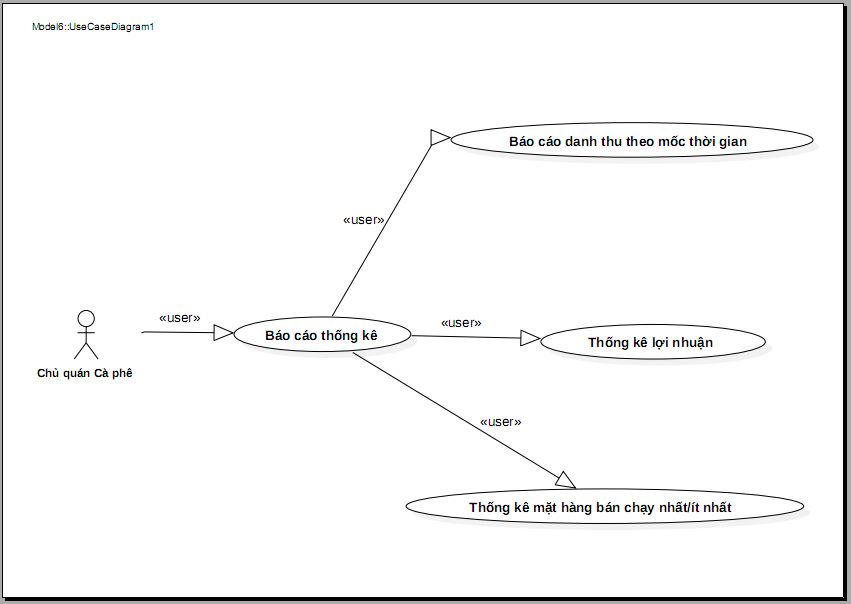 Model6::UseCaseDiagram1
Báo cáo danh thu theo mốc thời gian
«user»
«user»
Báo cáo thống kê
«user»
Thống kê lợi nhuận
Chủ quán Cà phê
«user»
Thống kê mặt hàng bán chạy nhất/ít nhất